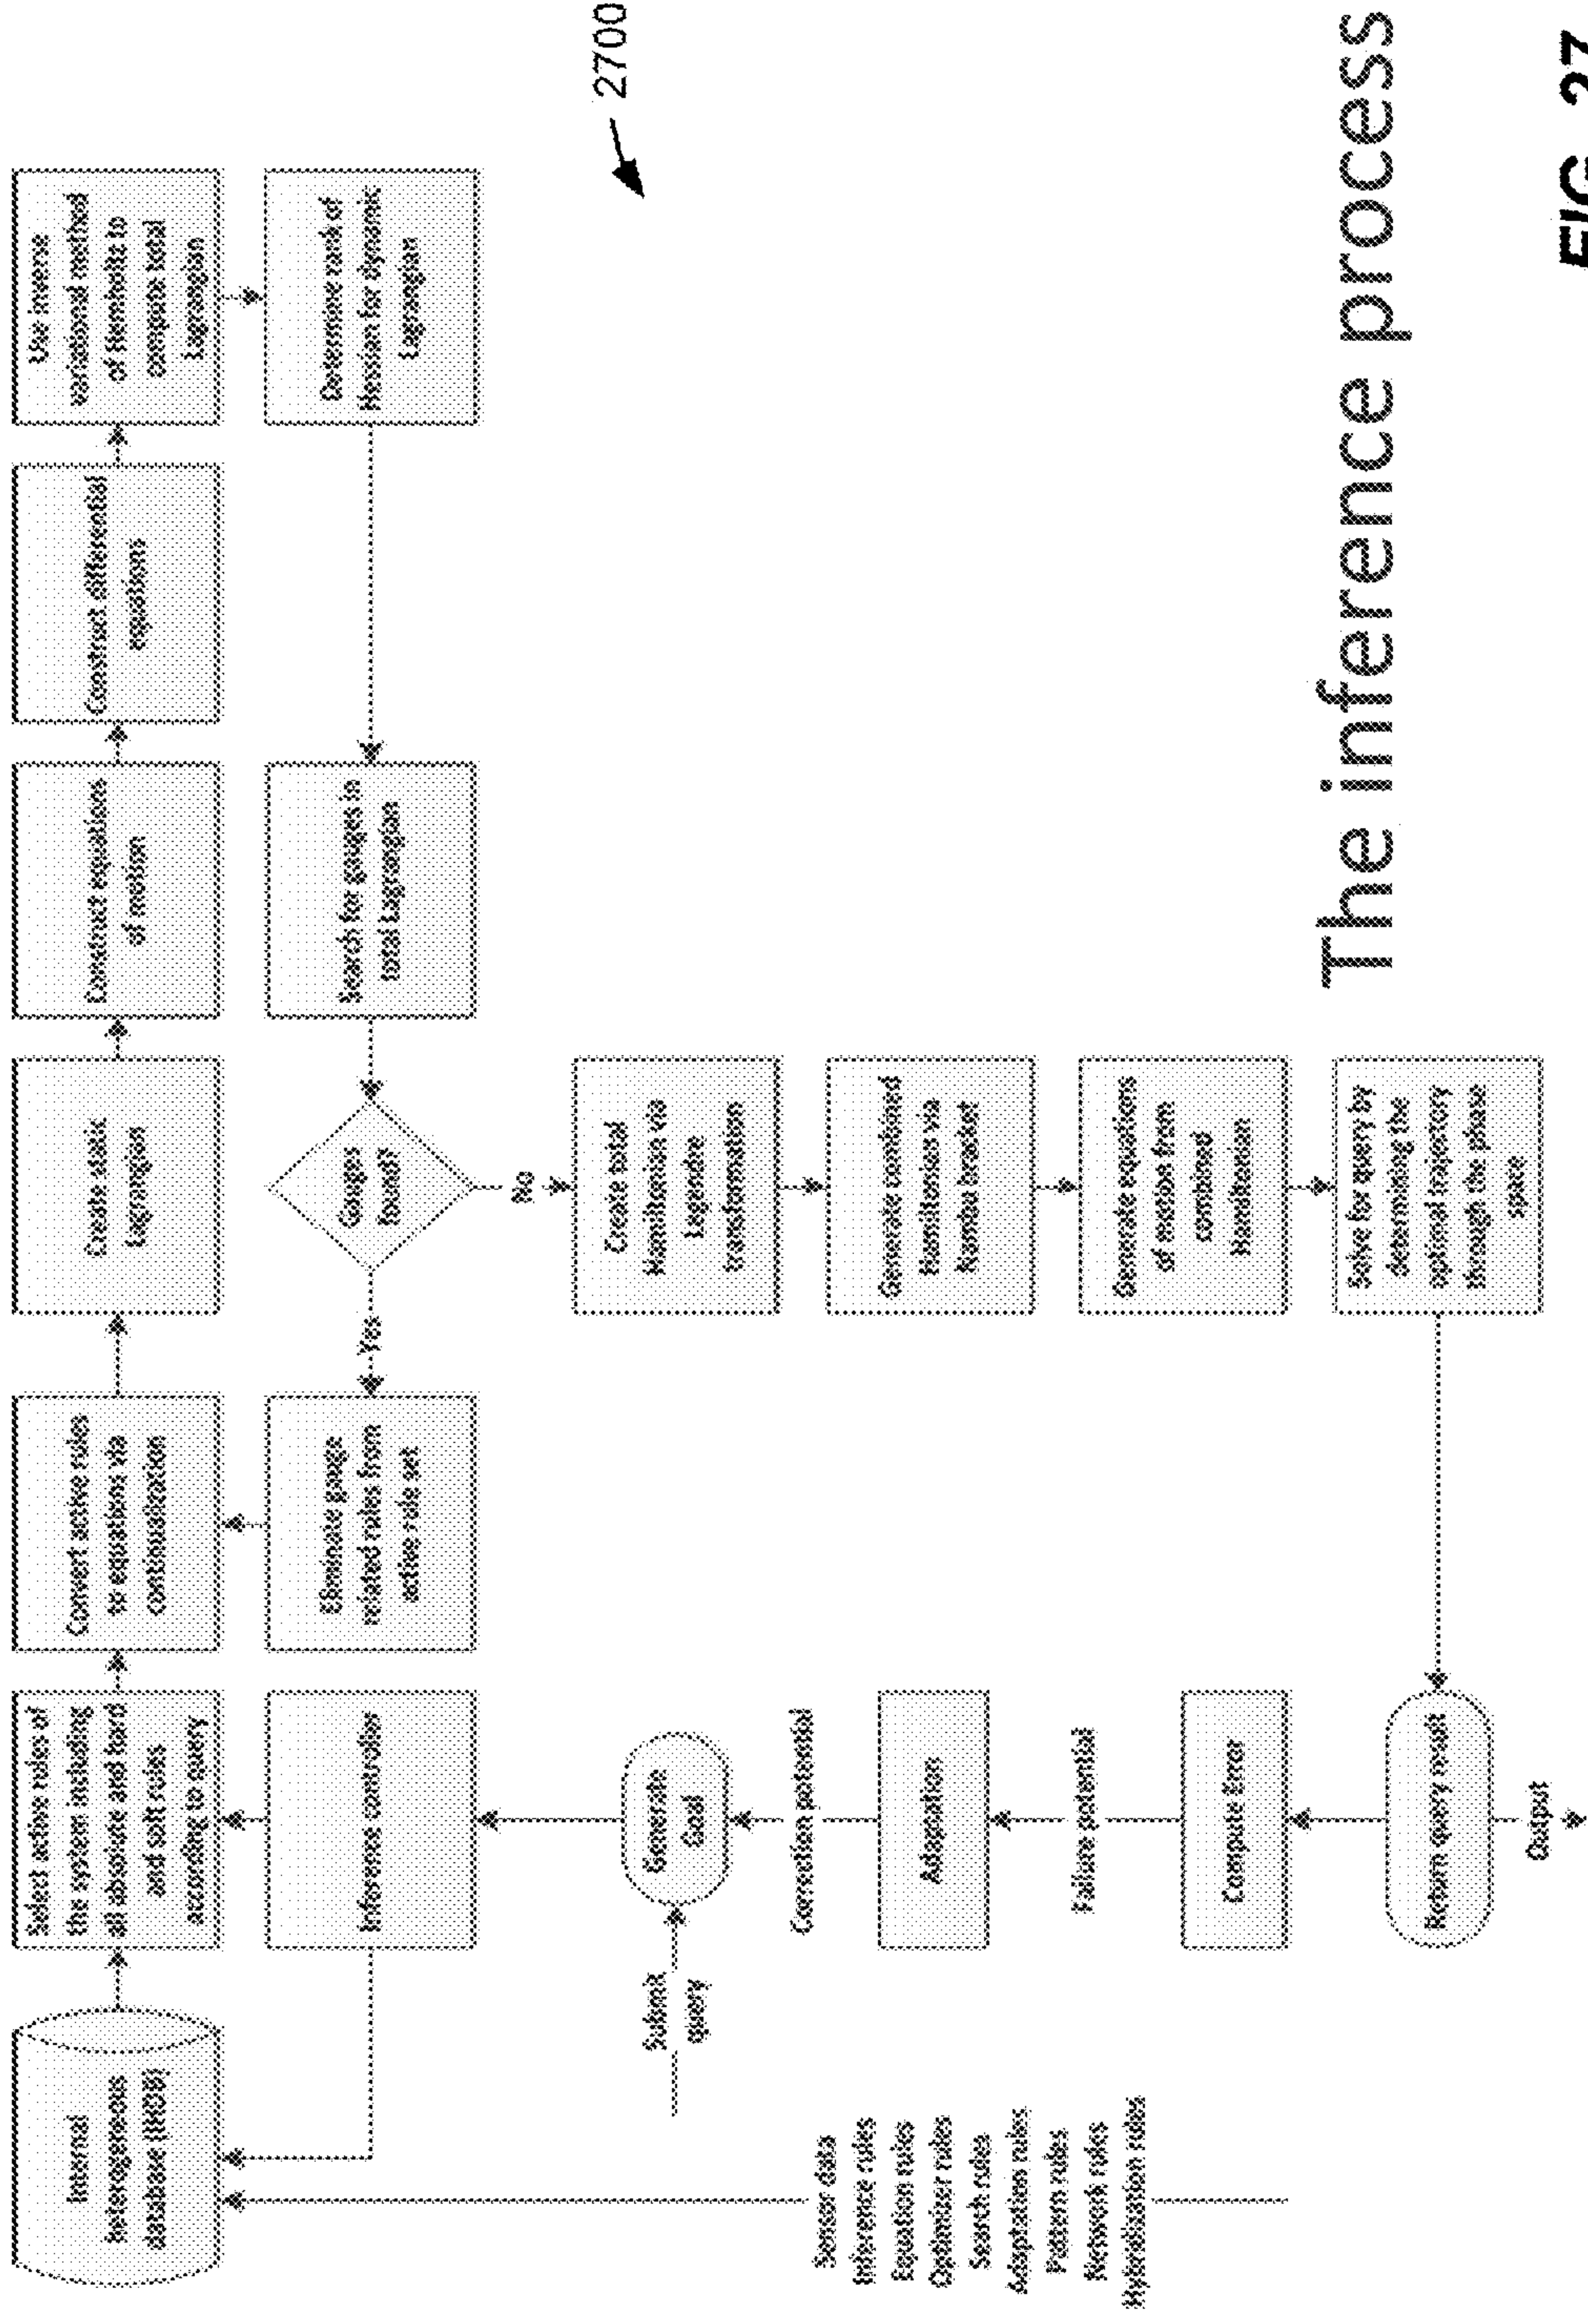 Internal
heterogeneous
database (IHDB)
Select active rules of
the system including
all absolute and hard
and soft rules
according to query
Convert active rules
to equations via
continualization
Create static
Lagrangian
Construct equations
of motion
Construct differential
equations
Use inverse
variational method
of Hemholtz to
compute total
Lagrangian
Inference controller
Eliminate gauge
related rules from
active rule set
Yes
Gauges
found?
Search for gauges in
total Lagrangian
Determine rank of
Hessian for dynamic
Lagrangian
No
2700
Submit
query
Generate
Goal
Create total
Hamiltonian via
Legendre
transformation
Correction potential
Sensor data
Inference rules
Equation rules
Optimizer rules
Search rules
Adaptation rules
Pattern rules
Network rules
Hybridization rules
Adaptation
Generate combined
Hamiltonian via
Nambu bracket
Failure potential
Compute Error
Generate equations
of motion from
combined
Hamiltonian
Return query result
Solve for query by
determining the
optimal trajectory
through the phase
space
Output
The inference process
FIG. 27